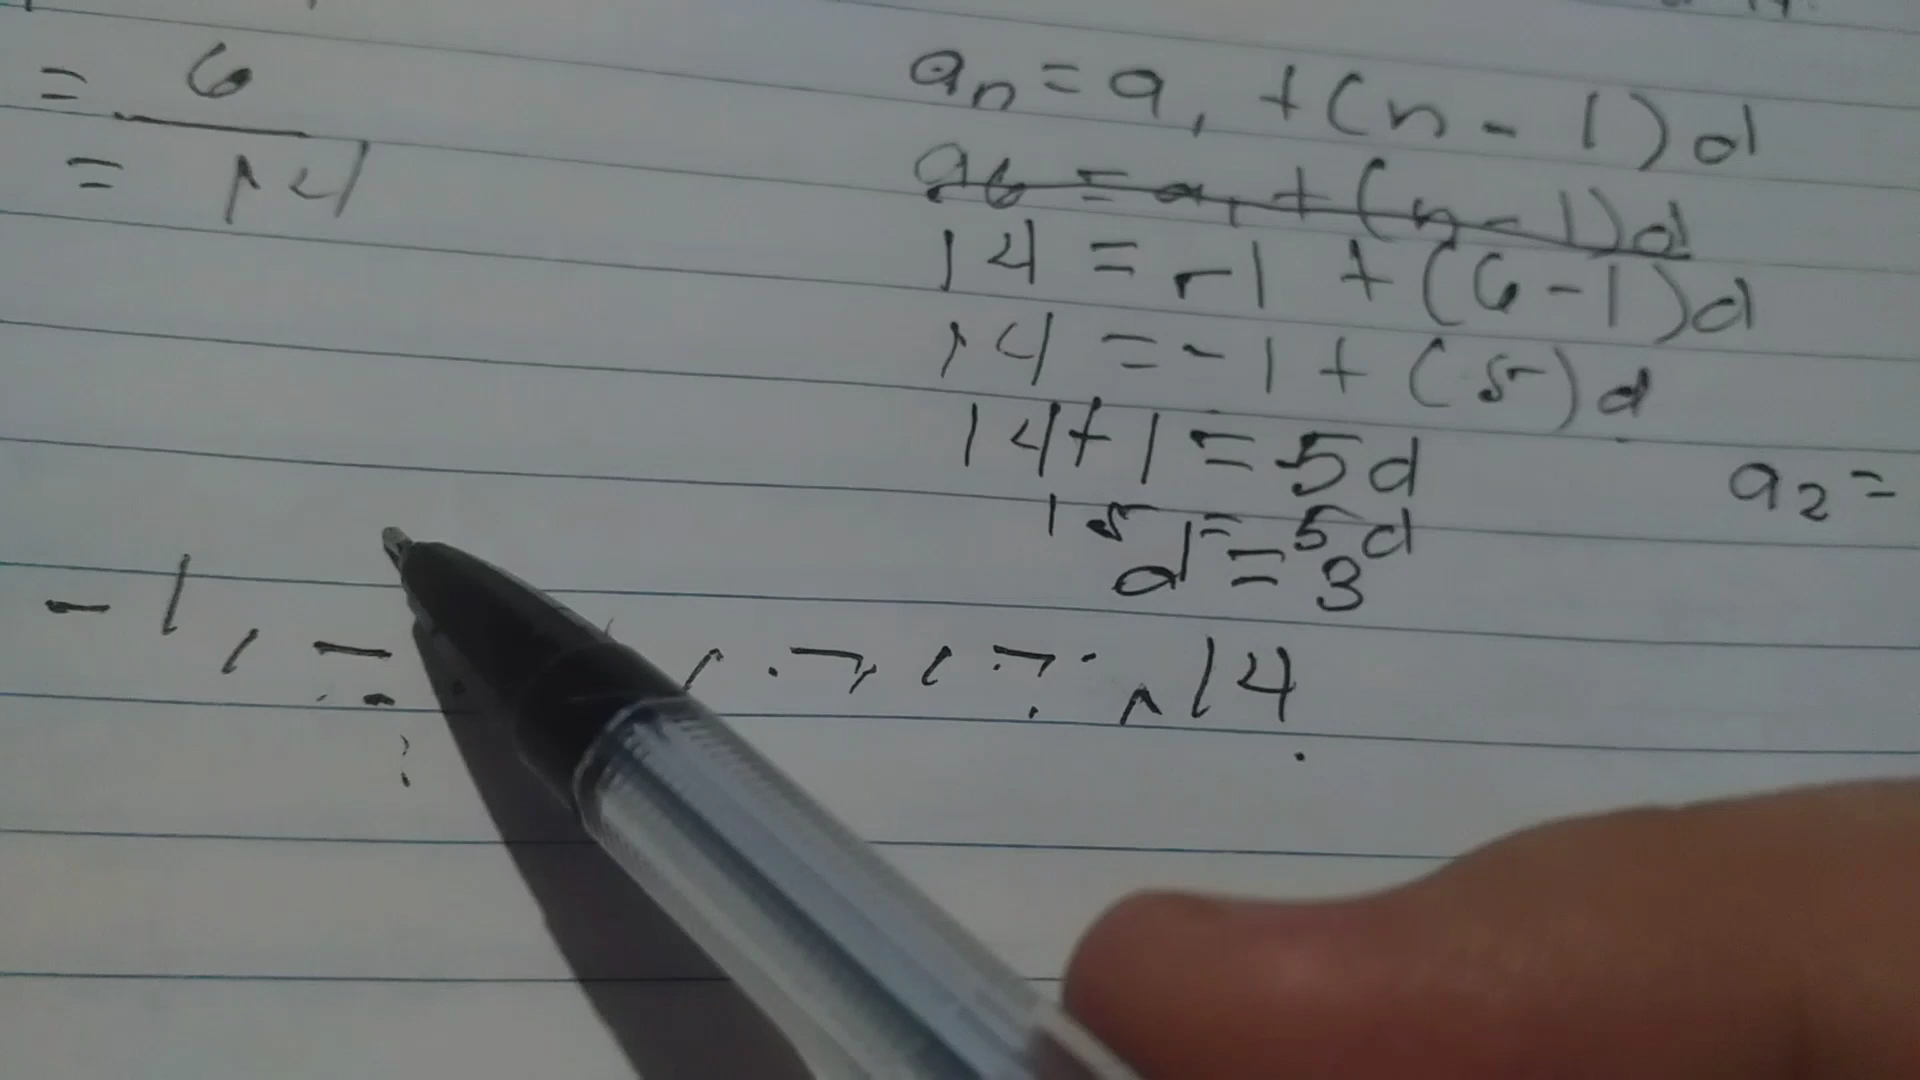 = 6
= 14
an = a1 + (n - 1)d
a6 = a1 + (n - 1)d
14 = -1 + (6 - 1)d
14 = -1 + (5)d
14 + 1 = 5d
15 = 5d
d = 3
a2 =
-1, , , , , 14